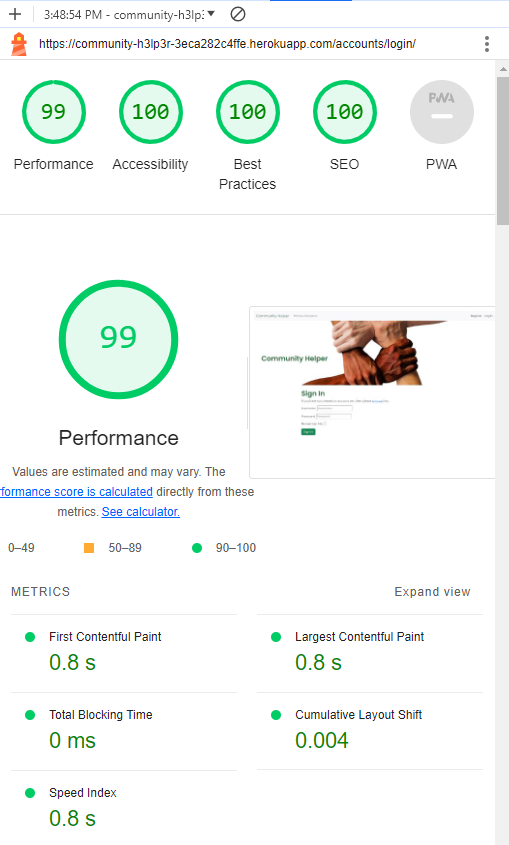 3:48:54 PM - community-h3lp3
https://community-h3lp3r-3eca282c4ffe.herokuapp.com/accounts/login/
99 100 100 100 PWA
Performance Accessibility Best Practices SEO PWA
99
Community Helper
Community Helper
Sign In
Performance
Values are estimated and may vary. The
formance score is calculated directly from these
metrics. See calculator.
0–49 50–89 90–100
METRICS Expand view
First Contentful Paint
0.8 s
Largest Contentful Paint
0.8 s
Total Blocking Time
0 ms
Cumulative Layout Shift
0.004
Speed Index
0.8 s